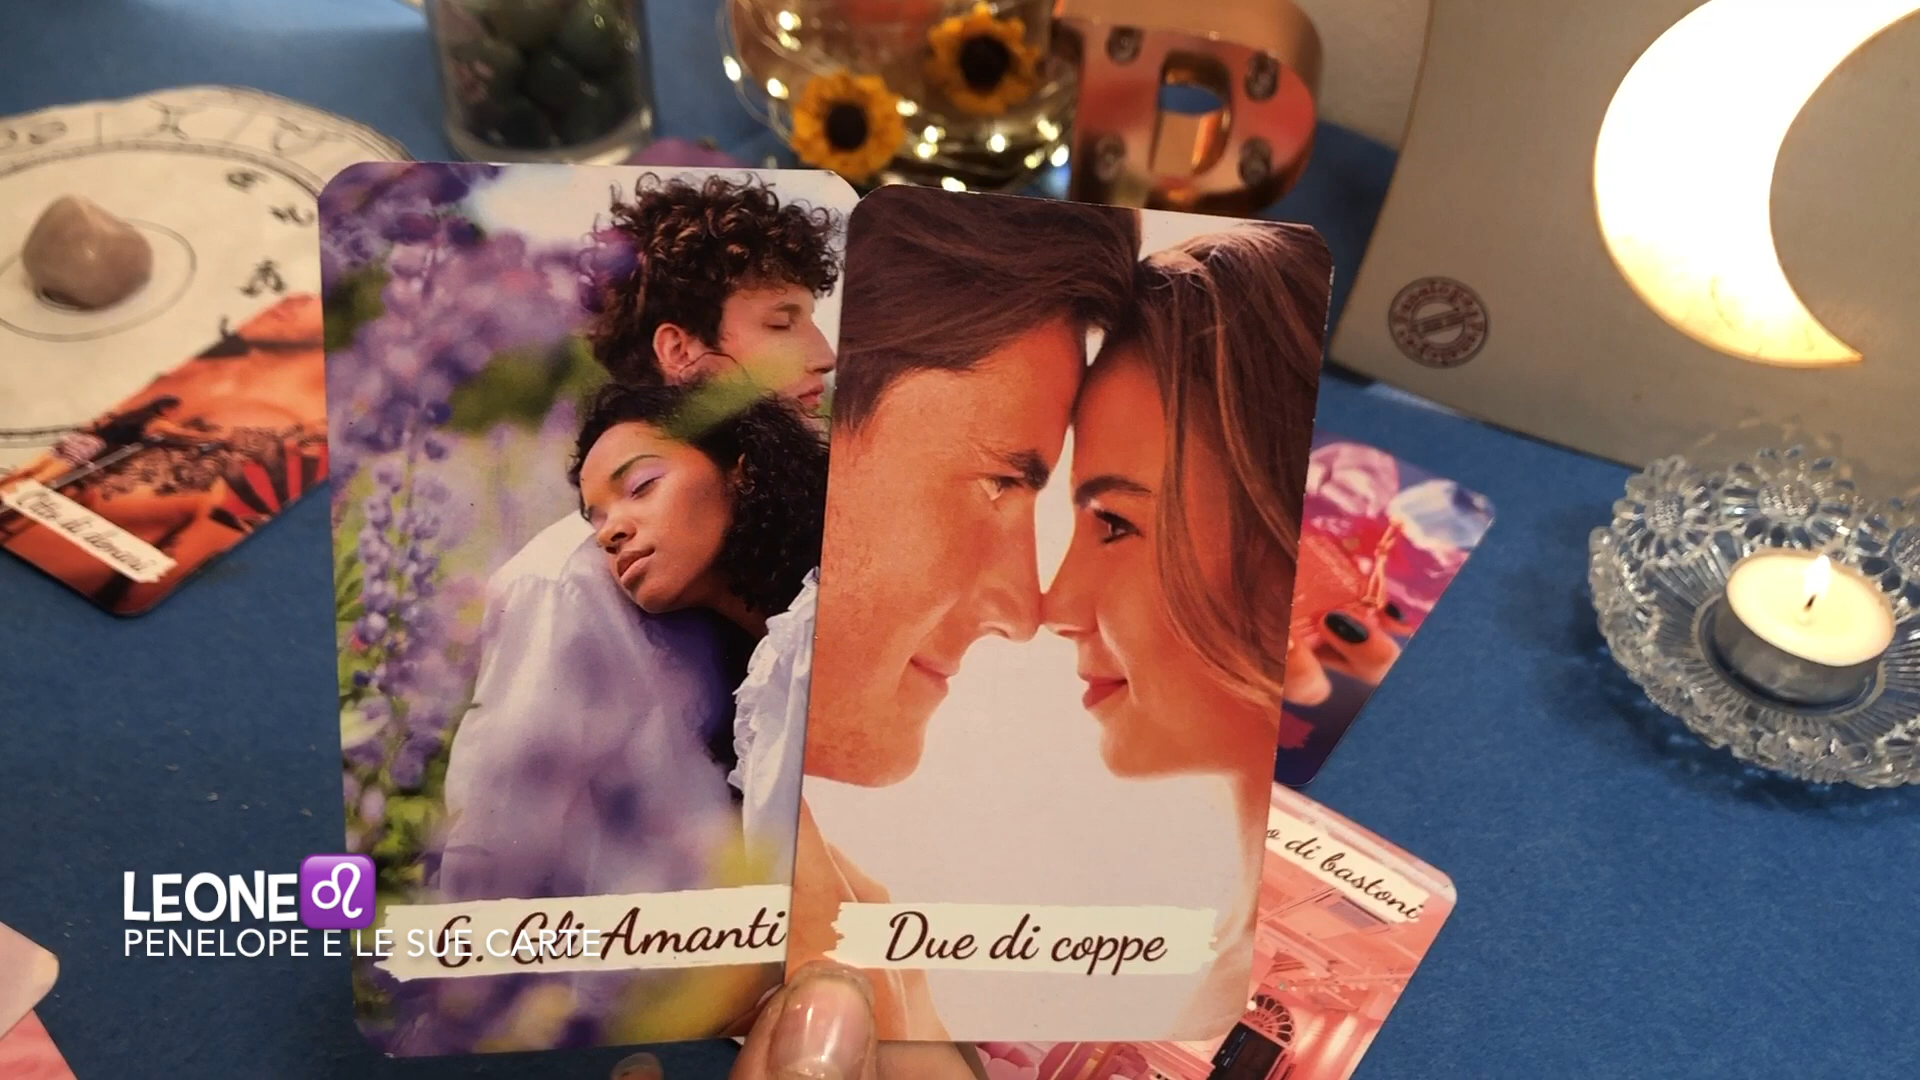 LEONE♌
PENELOPE E LE SUE CARTE
6. Gli Amanti
Due di coppe
di bastoni